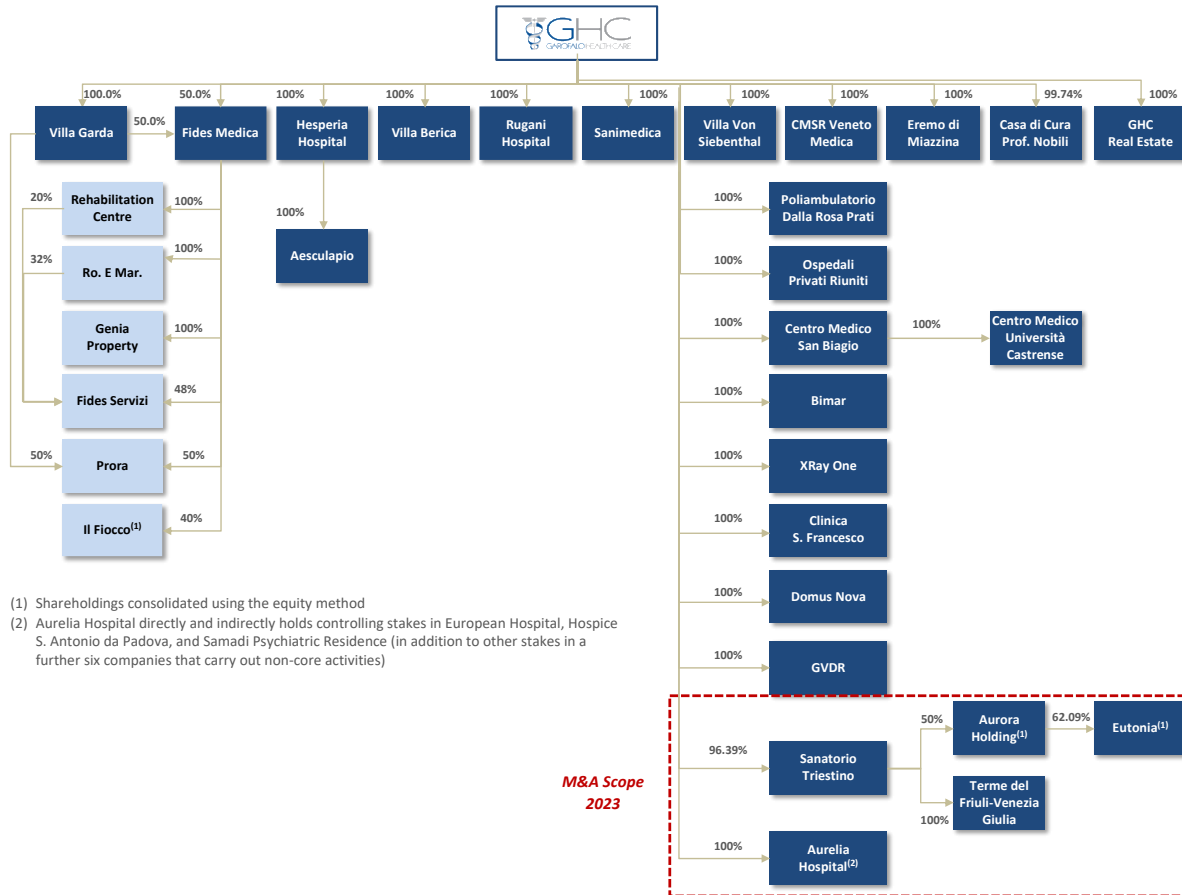 GHC
GAROFALO HEALTH CARE
100.0%
50.0%
100%
100%
100%
100%
100%
100%
100%
99.74%
100%
Villa Garda
50.0%
Fides Medica
Hesperia
Hospital
Villa Berica
Rugani
Hospital
Sanimedica
Villa Von
Siebenthal
CMSR Veneto
Medica
Eremo di
Miazzina
Casa di Cura
Prof. Nobili
GHC
Real Estate
20%
Rehabilitation
Centre
100%
32%
Ro. E Mar.
100%
Genia
Property
100%
Fides Servizi
48%
50%
Prora
50%
Il Fiocco(1)
40%
100%
Aesculapio
100%
Poliambulatorio
Dalla Rosa Prati
100%
Ospedali
Privati Riuniti
100%
Centro Medico
San Biagio
100%
Centro Medico
Università
Castrense
100%
Bimar
100%
XRay One
100%
Clinica
S. Francesco
100%
Domus Nova
100%
GVDR
(1) Shareholdings consolidated using the equity method
(2) Aurelia Hospital directly and indirectly holds controlling stakes in European Hospital, Hospice
S. Antonio da Padova, and Samadi Psychiatric Residence (in addition to other stakes in a
further six companies that carry out non-core activities)
M&A Scope
2023
96.39%
Sanatorio
Triestino
50%
Aurora
Holding(1)
62.09%
Eutonia(1)
100%
Terme del
Friuli-Venezia
Giulia
100%
Aurelia
Hospital(2)